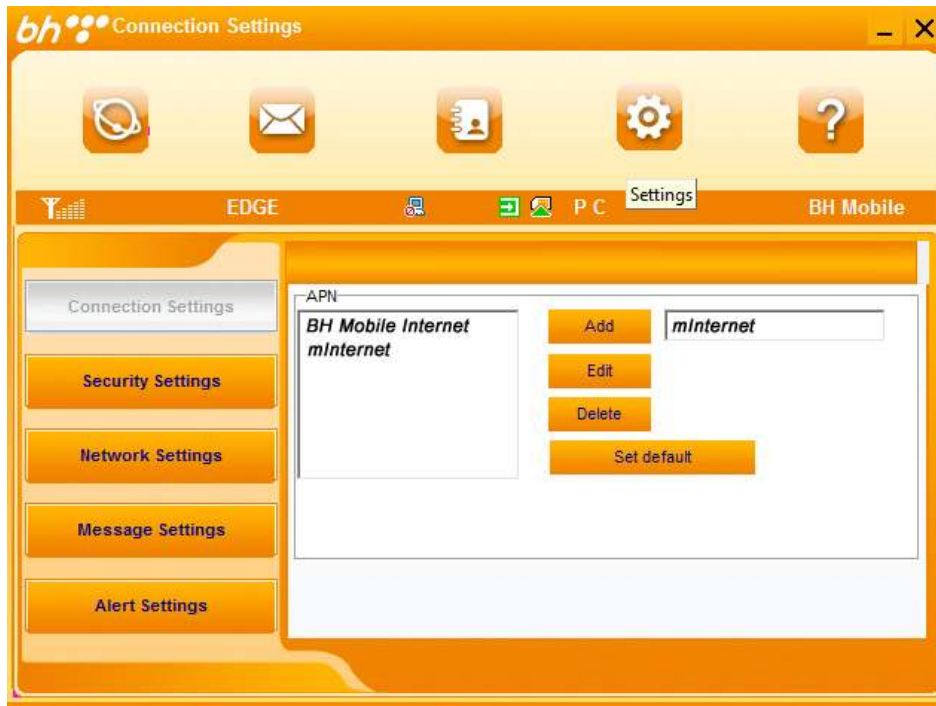 bh Connection Settings
Settings
EDGE
P C
BH Mobile
Connection Settings
Security Settings
Network Settings
Message Settings
Alert Settings
APN
BH Mobile Internet
mInternet
Add
mInternet
Edit
Delete
Set default